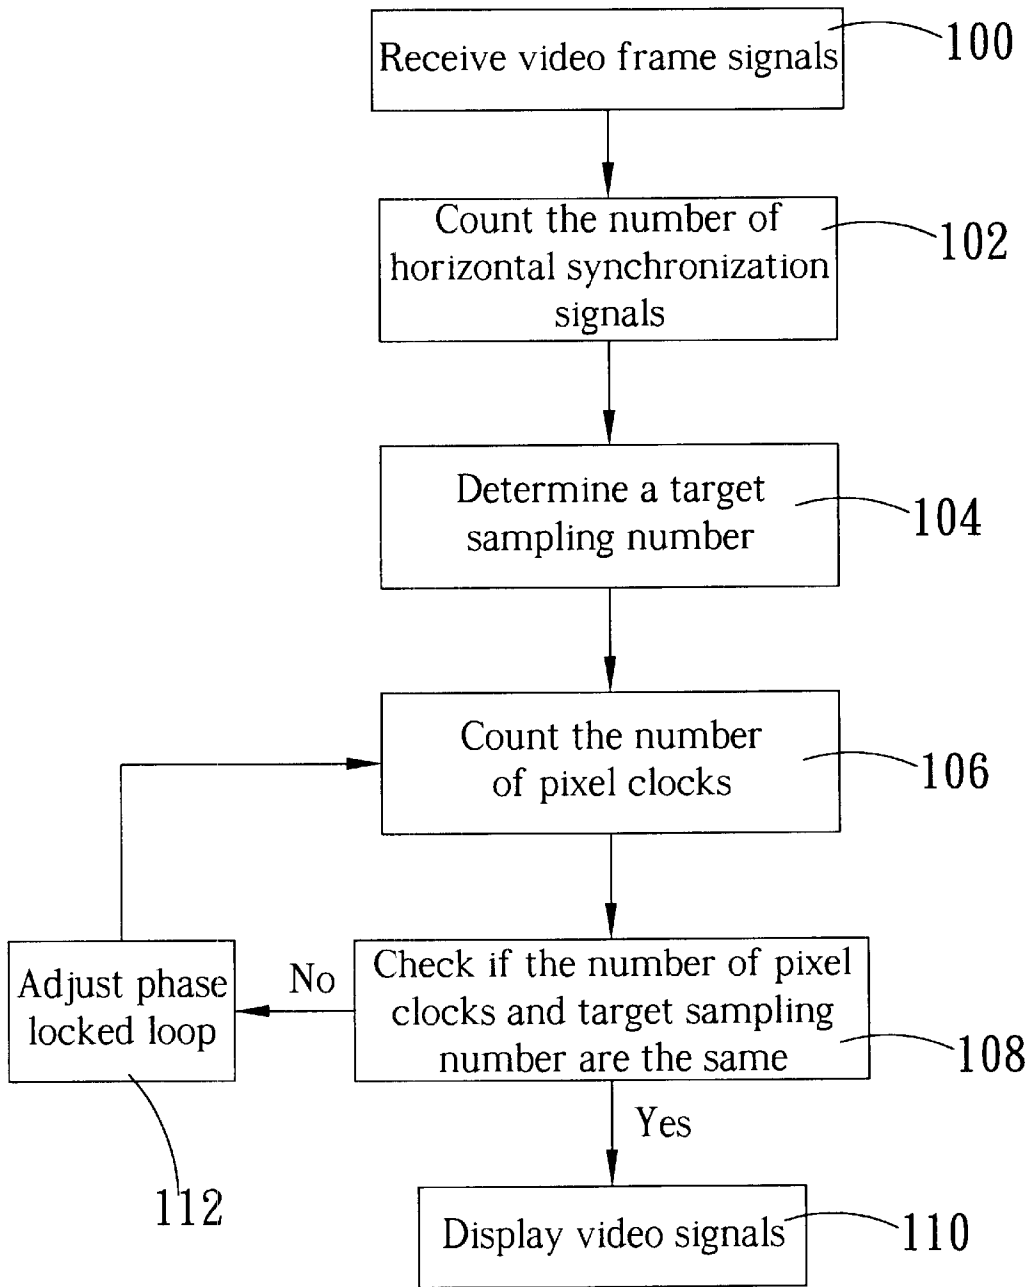 Receive video frame signals
100
Count the number of
horizontal synchronization
signals
102
Determine a target
sampling number
104
Count the number
of pixel clocks
106
Check if the number of pixel
clocks and target sampling
number are the same
108
No
Adjust phase
locked loop
112
Yes
Display video signals
110